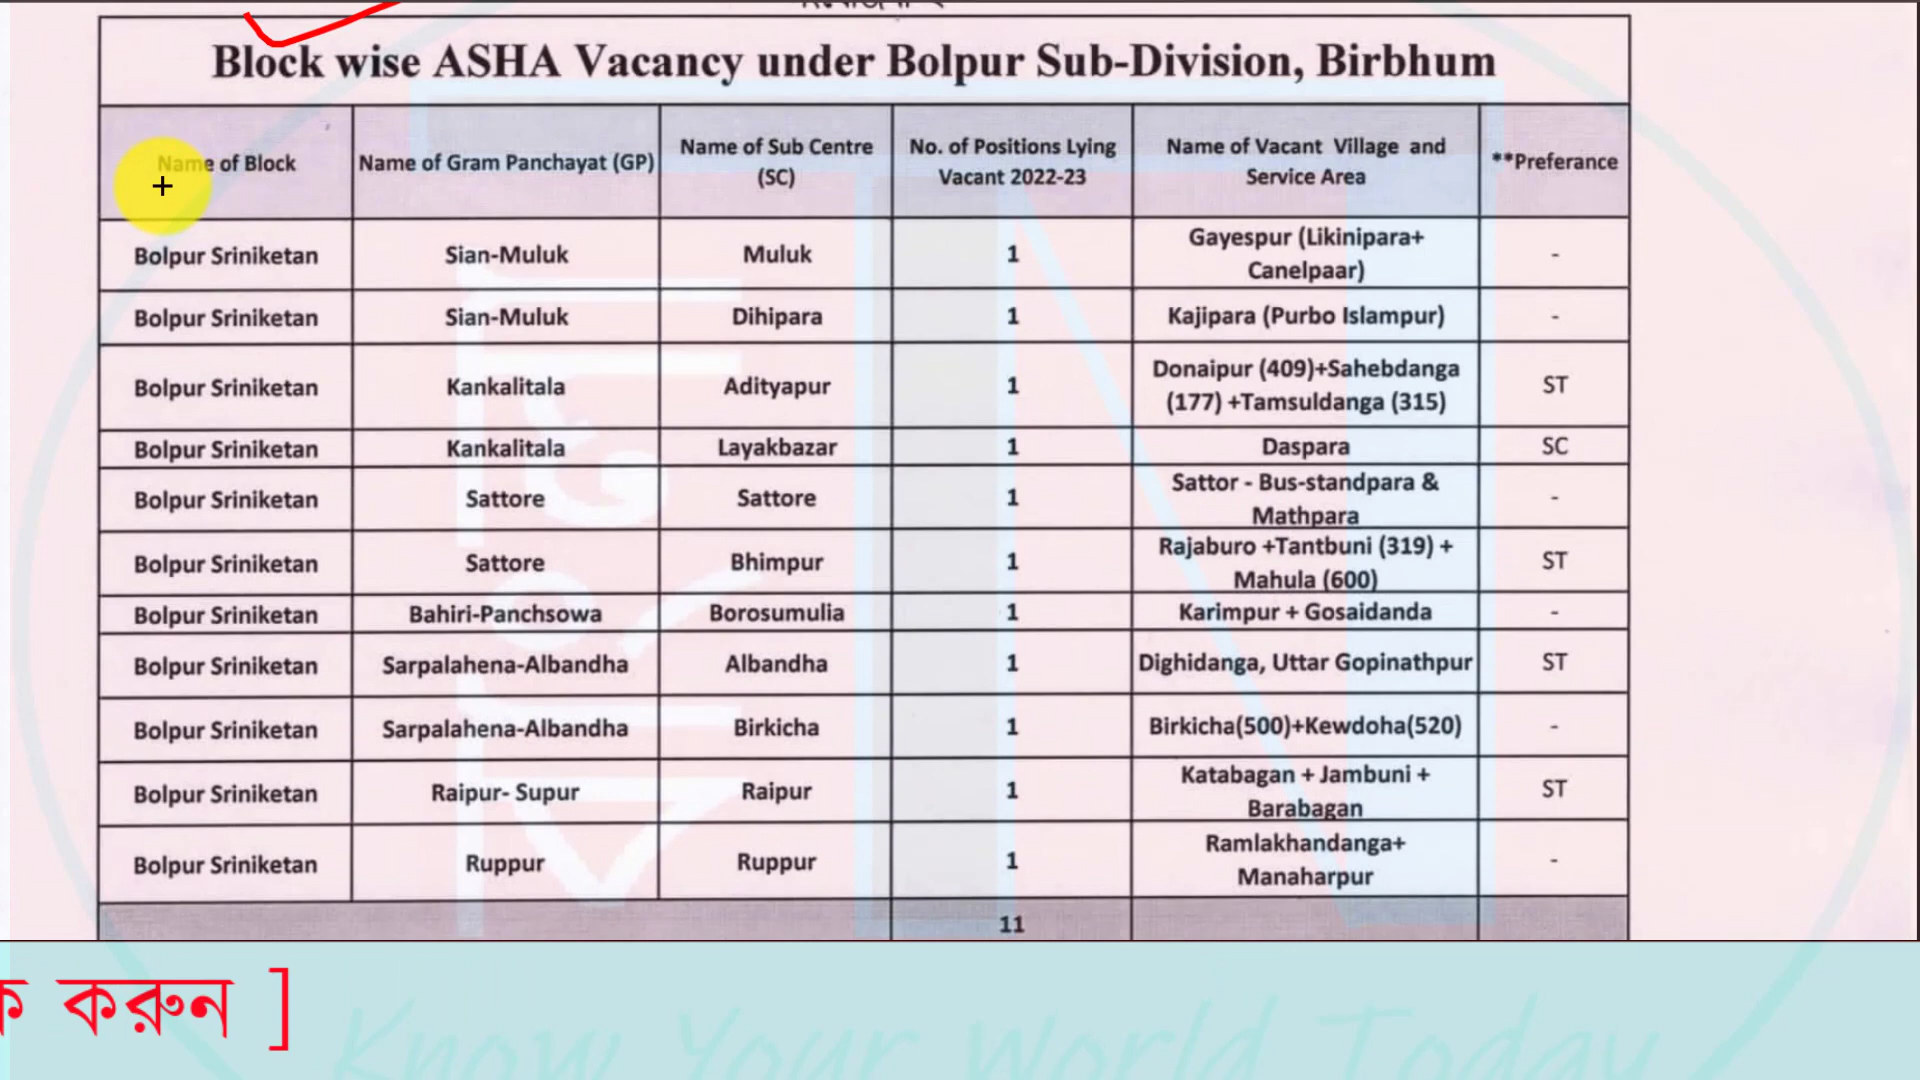 Block wise ASHA Vacancy under Bolpur Sub-Division, Birbhum
Name of Block Name of Gram Panchayat (GP) Name of Sub Centre (SC) No. of Positions Lying Vacant 2022-23 Name of Vacant Village and Service Area **Preferance
Bolpur Sriniketan Sian-Muluk Muluk 1 Gayespur (Likinipara+ Canelpaar) -
Bolpur Sriniketan Sian-Muluk Dihipara 1 Kajipara (Purbo Islampur) -
Bolpur Sriniketan Kankalitala Adityapur 1 Donaipur (409)+Sahebdanga (177) +Tamsuldanga (315) ST
Bolpur Sriniketan Kankalitala Layakbazar 1 Daspara SC
Bolpur Sriniketan Sattore Sattore 1 Sattor - Bus-standpara & Mathpara -
Bolpur Sriniketan Sattore Bhimpur 1 Rajaburo +Tantbuni (319) + Mahula (600) ST
Bolpur Sriniketan Bahiri-Panchsowa Borosumulia 1 Karimpur + Gosaidanda -
Bolpur Sriniketan Sarpalahena-Albandha Albandha 1 Dighidanga, Uttar Gopinathpur ST
Bolpur Sriniketan Sarpalahena-Albandha Birkicha 1 Birkicha(500)+Kewdoha(520) -
Bolpur Sriniketan Raipur- Supur Raipur 1 Katabagan + Jambuni + Barabagan ST
Bolpur Sriniketan Ruppur Ruppur 1 Ramlakhandanga+ Manaharpur -
11
করুন ]
Know Your World Today